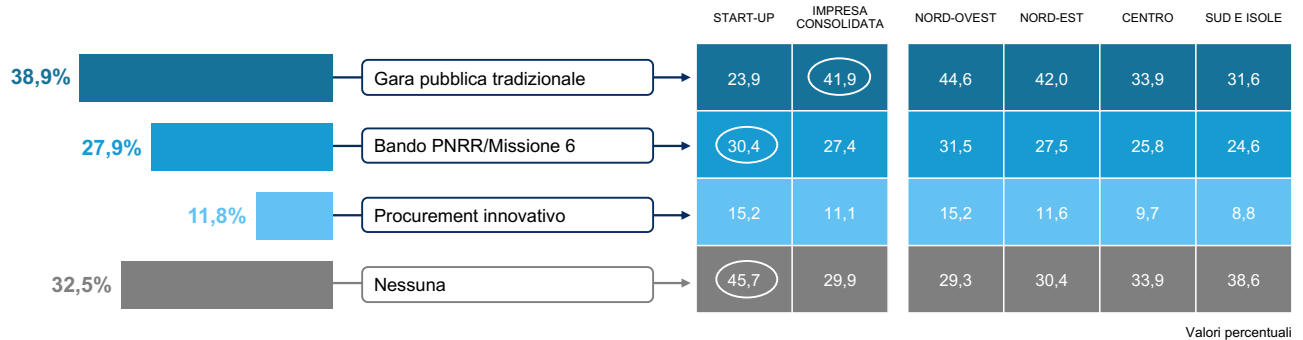 START-UP
IMPRESA
CONSOLIDATA
NORD-OVEST
NORD-EST
CENTRO
SUD E ISOLE
38,9%
Gara pubblica tradizionale
23,9
41,9
44,6
42,0
33,9
31,6
27,9%
Bando PNRR/Missione 6
30,4
27,4
31,5
27,5
25,8
24,6
11,8%
Procurement innovativo
15,2
11,1
15,2
11,6
9,7
8,8
32,5%
Nessuna
45,7
29,9
29,3
30,4
33,9
38,6
Valori percentuali